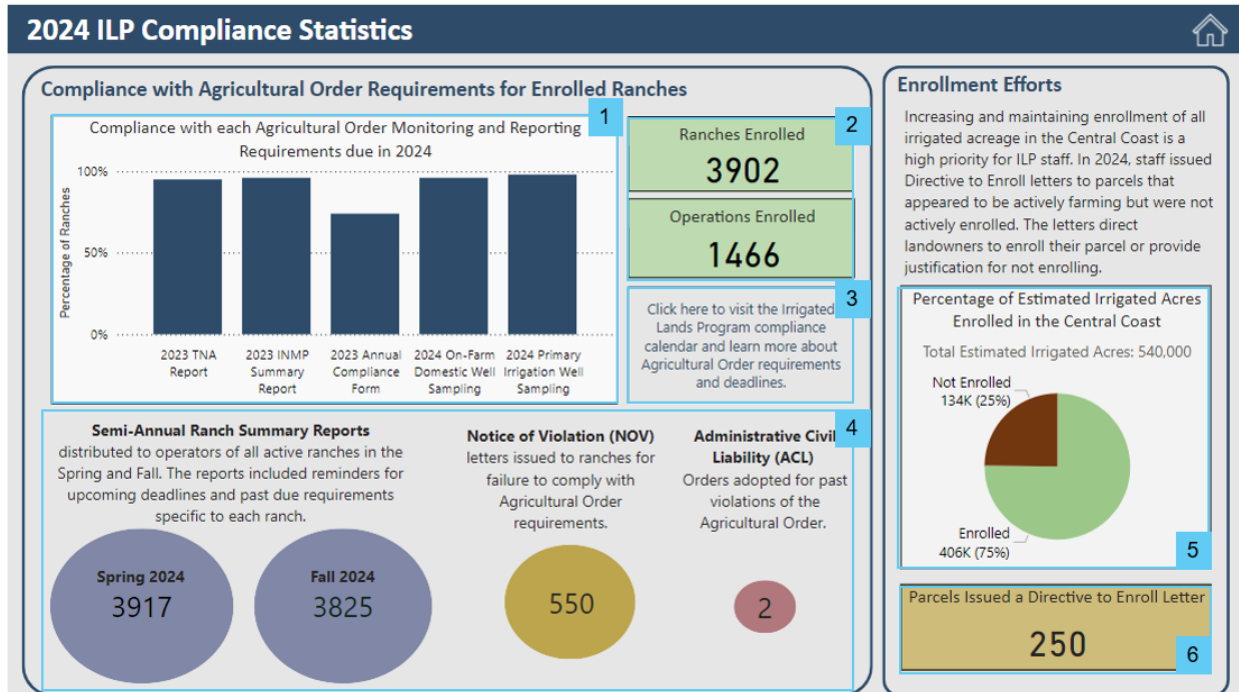 2024 ILP Compliance Statistics
Compliance with Agricultural Order Requirements for Enrolled Ranches
1
Compliance with each Agricultural Order Monitoring and Reporting
Requirements due in 2024
Percentage of Ranches
100%
50%
0%
2023 TNA
Report
2023 INMP
Summary
Report
2023 Annual
Compliance
Form
2024 On-Farm
Domestic Well
Sampling
2024 Primary
Irrigation Well
Sampling
2
Ranches Enrolled
3902
Operations Enrolled
1466
3
Click here to visit the Irrigated
Lands Program compliance
calendar and learn more about
Agricultural Order requirements
and deadlines.
4
Semi-Annual Ranch Summary Reports
distributed to operators of all active ranches in the
Spring and Fall. The reports included reminders for
upcoming deadlines and past due requirements
specific to each ranch.
Spring 2024
3917
Fall 2024
3825
Notice of Violation (NOV)
letters issued to ranches for
failure to comply with
Agricultural Order
requirements.
550
Administrative Civil
Liability (ACL)
Orders adopted for past
violations of the
Agricultural Order.
2
Enrollment Efforts
Increasing and maintaining enrollment of all
irrigated acreage in the Central Coast is a
high priority for ILP staff. In 2024, staff issued
Directive to Enroll letters to parcels that
appeared to be actively farming but were not
actively enrolled. The letters direct
landowners to enroll their parcel or provide
justification for not enrolling.
Percentage of Estimated Irrigated Acres
Enrolled in the Central Coast
Total Estimated Irrigated Acres: 540,000
Not Enrolled
134K (25%)
Enrolled
406K (75%)
5
Parcels Issued a Directive to Enroll Letter
250
6